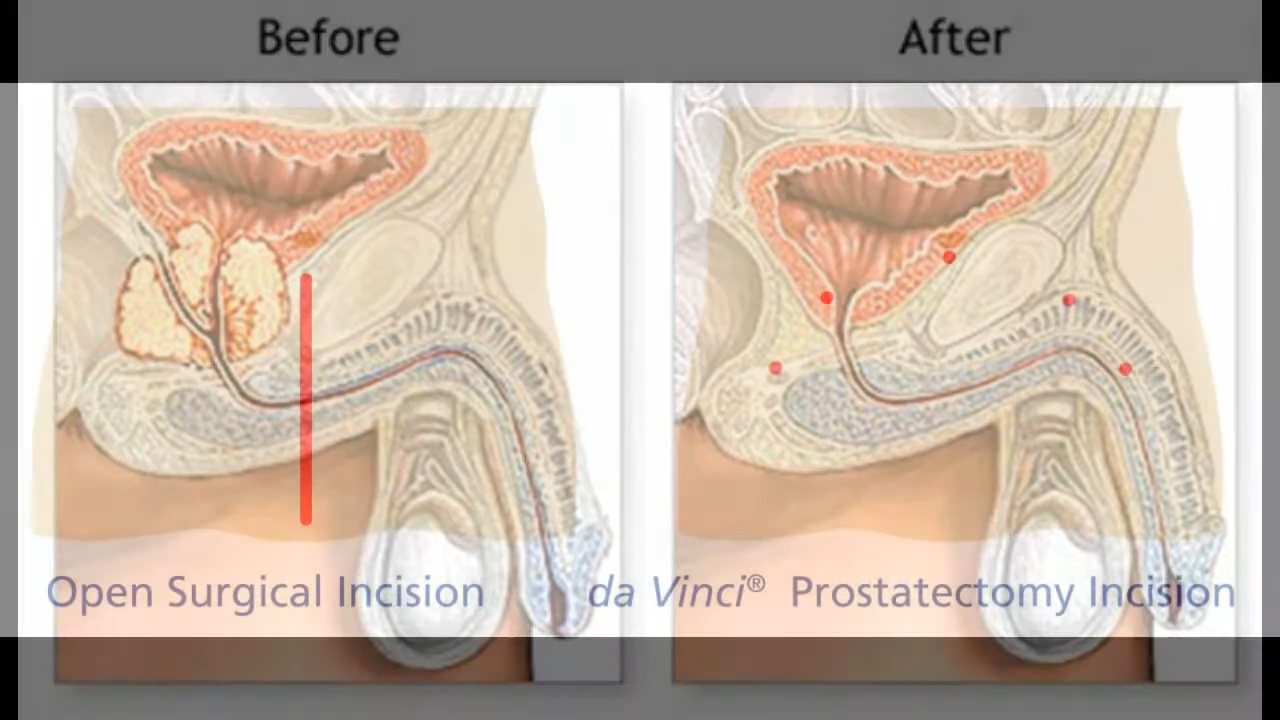 Before
After
Open Surgical Incision
da Vinci® Prostatectomy Incision